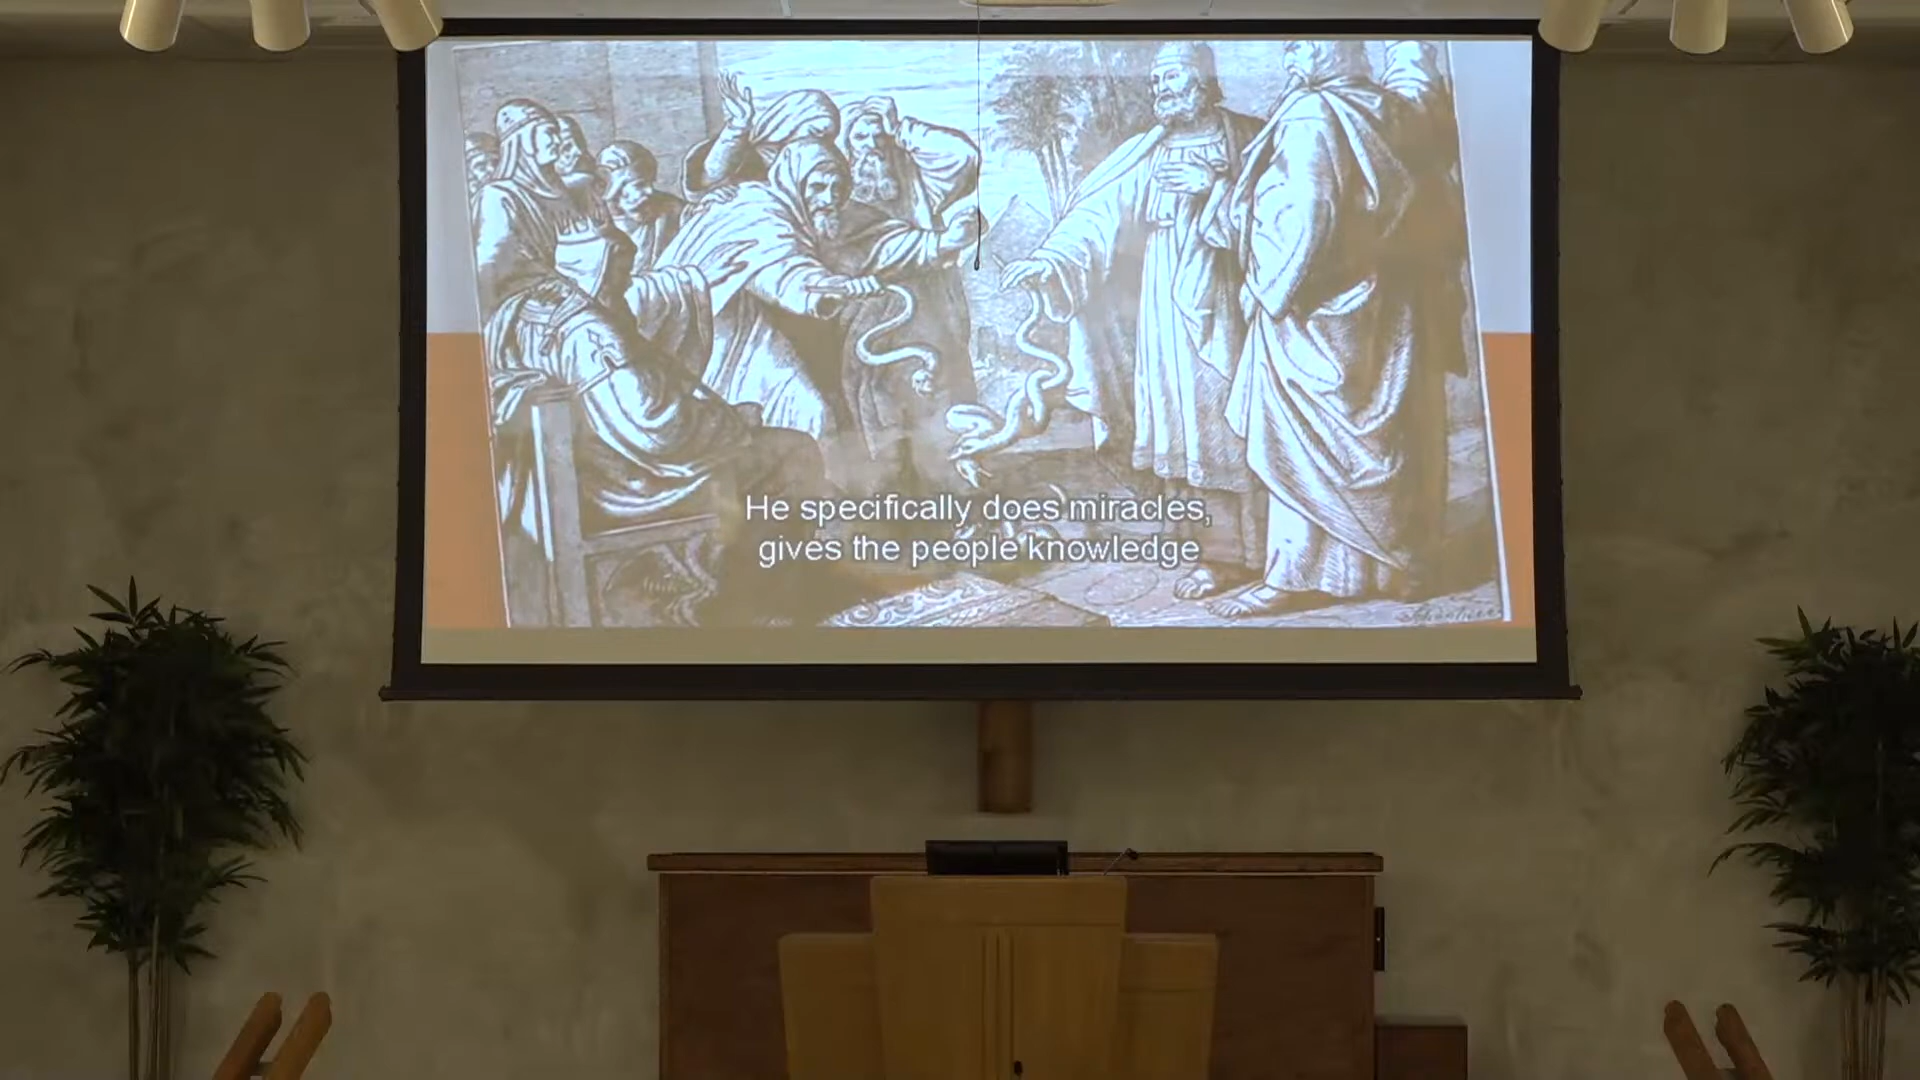 He specifically does miracles,
gives the people knowledge